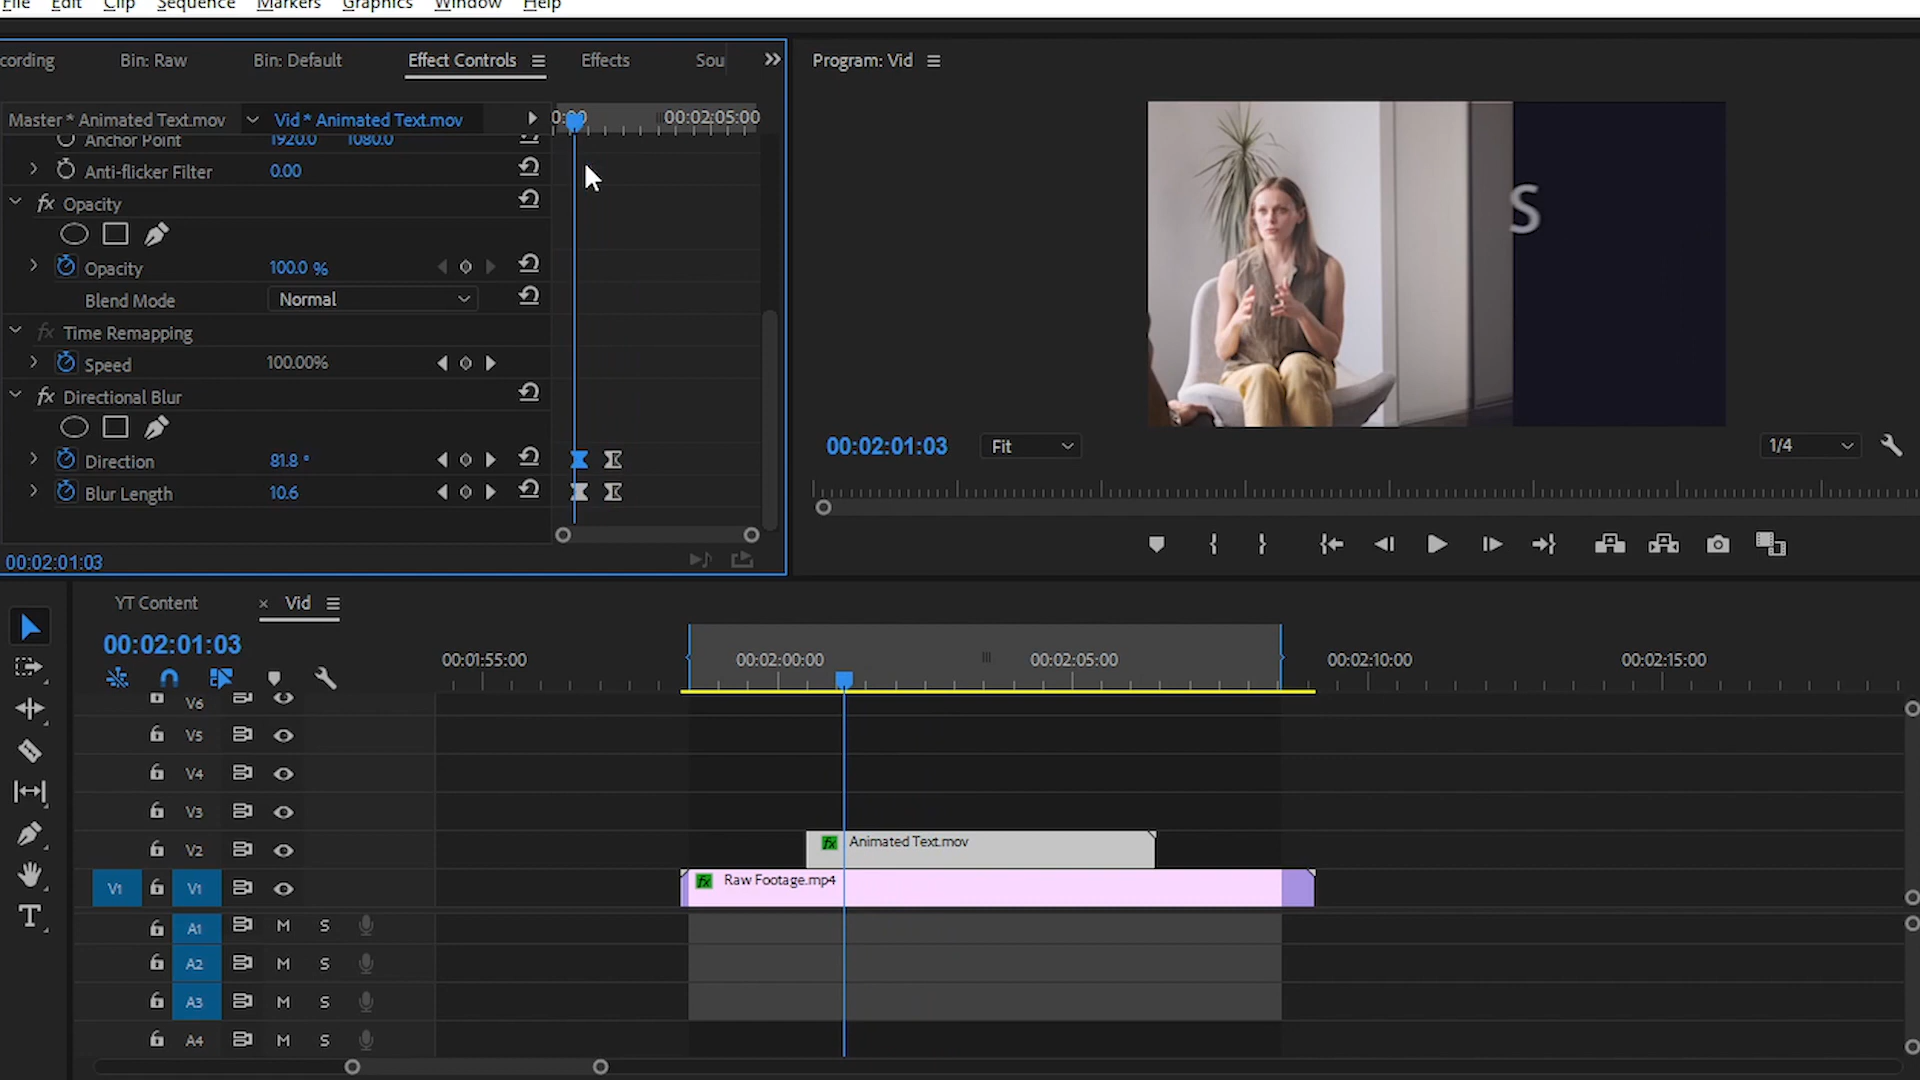 File Edit Clip Sequence Markers Graphics Window Help
cording Bin: Raw Bin: Default Effect Controls Effects Sou
Program: Vid
Master * Animated Text.mov Vid * Animated Text.mov
0:00 00:02:05:00
Anchor Point 1920.0 1080.0
Anti-flicker Filter 0.00
fx Opacity
Opacity 100.0 %
Blend Mode Normal
fx Time Remapping
Speed 100.00%
fx Directional Blur
Direction 81.8 °
Blur Length 10.6
00:02:01:03
S
00:02:01:03 Fit 1/4
YT Content × Vid
00:02:01:03
00:01:55:00 00:02:00:00 00:02:05:00 00:02:10:00 00:02:15:00
V6
V5
V4
V3
V2 fx Animated Text.mov
V1 V1 fx Raw Footage.mp4
A1 M S
A2 M S
A3 M S
A4 M S